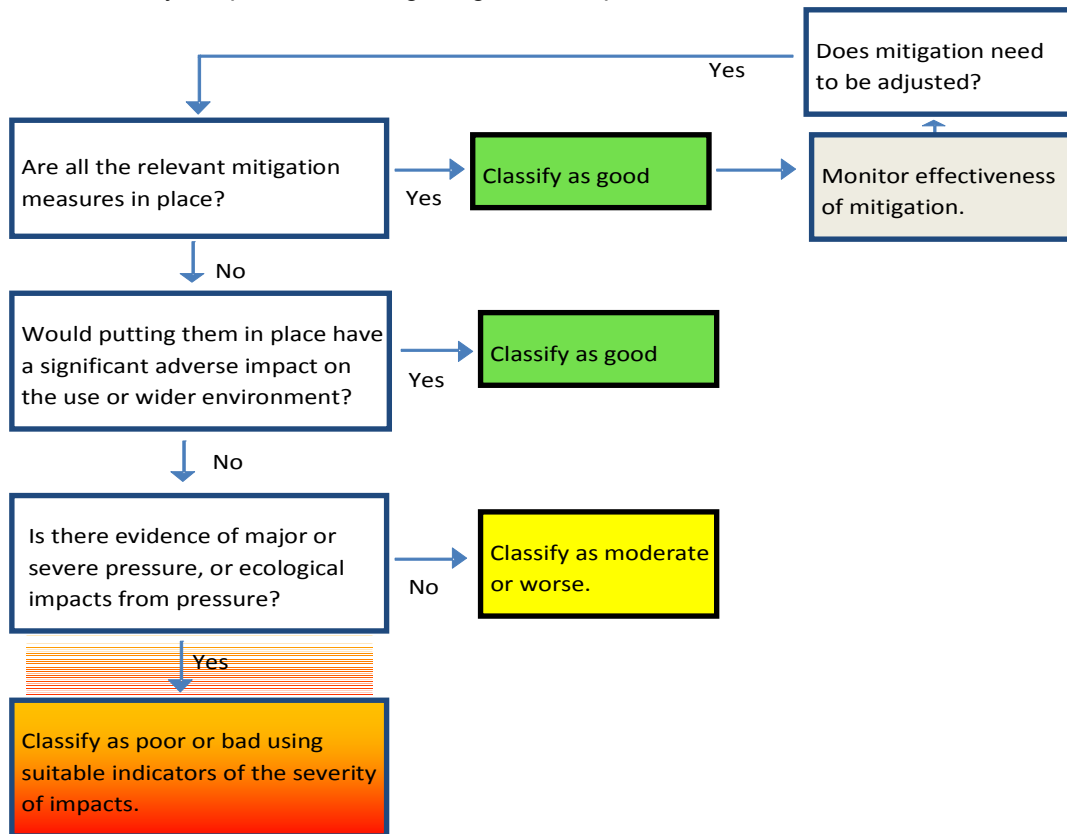 Does mitigation need
to be adjusted?
Yes
Are all the relevant mitigation
measures in place?
Yes
Classify as good
Monitor effectiveness
of mitigation.
No
Would putting them in place have
a significant adverse impact on
the use or wider environment?
Yes
Classify as good
No
Is there evidence of major or
severe pressure, or ecological
impacts from pressure?
No
Classify as moderate
or worse.
Yes
Classify as poor or bad using
suitable indicators of the severity
of impacts.